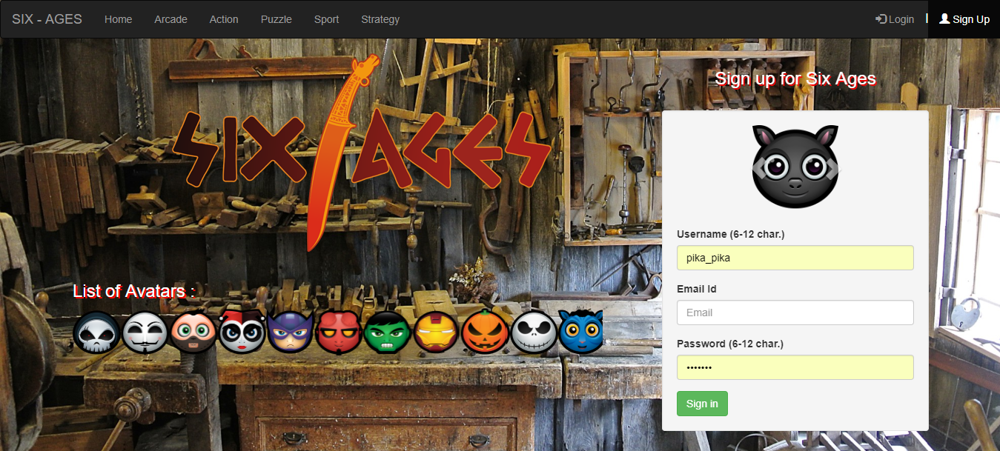 SIX - AGES Home Arcade Action Puzzle Sport Strategy Login Sign Up
Sign up for Six Ages
SIX AGES
Username (6-12 char.)
pika_pika
Email Id
Email
List of Avatars :
Password (6-12 char.)
•••••••
Sign in